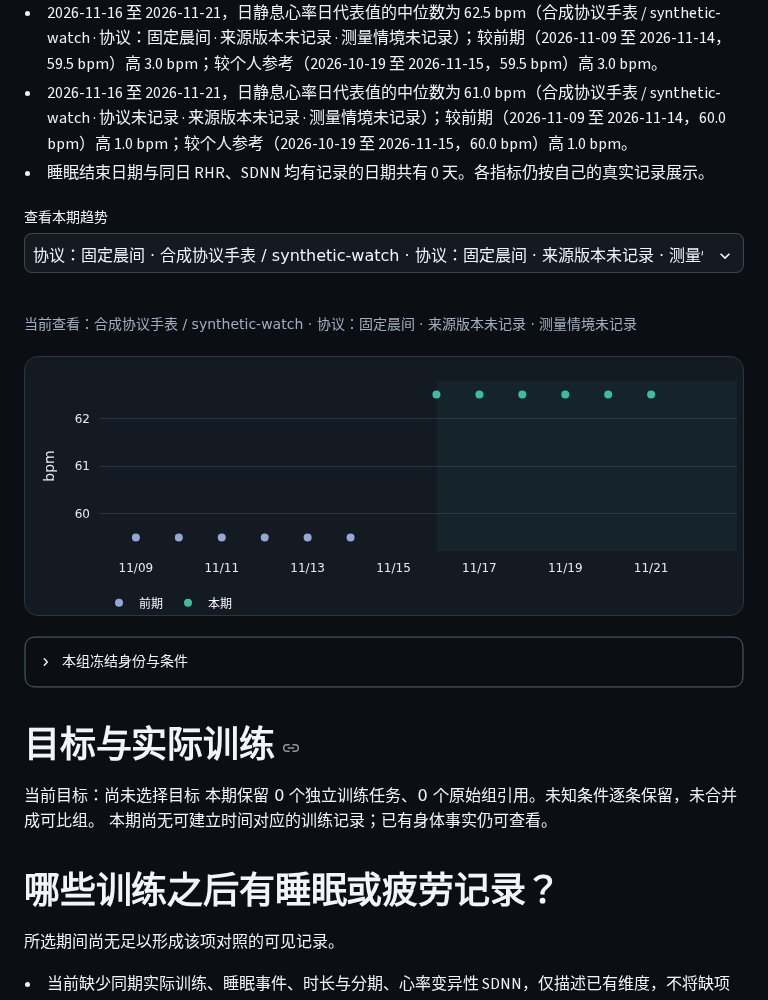 • 2026-11-16 至 2026-11-21，日静息心率日代表值的中位数为 62.5 bpm（合成协议手表 / synthetic-
watch · 协议：固定晨间 · 来源版本未记录 · 测量情境未记录）；较前期（2026-11-09 至 2026-11-14，
59.5 bpm）高 3.0 bpm；较个人参考（2026-10-19 至 2026-11-15，59.5 bpm）高 3.0 bpm。
• 2026-11-16 至 2026-11-21，日静息心率日代表值的中位数为 61.0 bpm（合成协议手表 / synthetic-
watch · 协议未记录 · 来源版本未记录 · 测量情境未记录）；较前期（2026-11-09 至 2026-11-14，60.0
bpm）高 1.0 bpm；较个人参考（2026-10-19 至 2026-11-15，60.0 bpm）高 1.0 bpm。
• 睡眠结束日期与同日 RHR、SDNN 均有记录的日期共有 0 天。各指标仍按自己的真实记录展示。
查看本期趋势
协议：固定晨间 · 合成协议手表 / synthetic-watch · 协议：固定晨间 · 来源版本未记录 · 测量
当前查看：合成协议手表 / synthetic-watch · 协议：固定晨间 · 来源版本未记录 · 测量情境未记录
62
61
60
bpm
11/09 11/11 11/13 11/15 11/17 11/19 11/21
前期 本期
本组冻结身份与条件
目标与实际训练
当前目标：尚未选择目标 本期保留 0 个独立训练任务、0 个原始组引用。未知条件逐条保留，未合并
成可比组。 本期尚无可建立时间对应的训练记录；已有身体事实仍可查看。
哪些训练之后有睡眠或疲劳记录？
所选期间尚无足以形成该项对照的可见记录。
• 当前缺少同期实际训练、睡眠事件、时长与分期、心率变异性 SDNN，仅描述已有维度，不将缺项